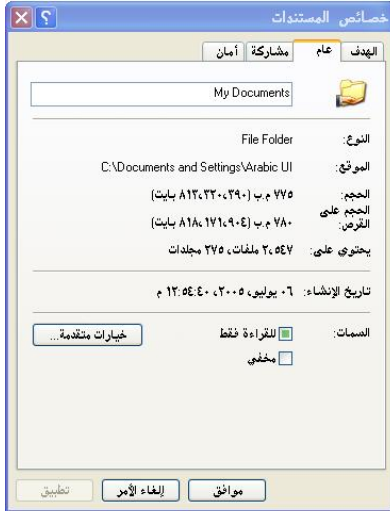 خصائص المستندات
الهدف عام مشاركة أمان
My Documents
النوع: File Folder
الموقع: C:\Documents and Settings\Arabic UI
الحجم: ٧٧٥ م.ب (٨١٣،٣٢٠،٣٩٠ بايت)
الحجم على القرص: ٧٨٠ م.ب (٨١٨،١٧١،٩٠٤ بايت)
يحتوي على: ٢،٥٤٧ ملفات، ٢٧٥ مجلدات
تاريخ الإنشاء: ٠٦ يوليو، ٢٠٠٥، ١٢:٥٤:٤٠ م
السمات: للقراءة فقط خيارات متقدمة...
مخفي
موافق إلغاء الأمر تطبيق